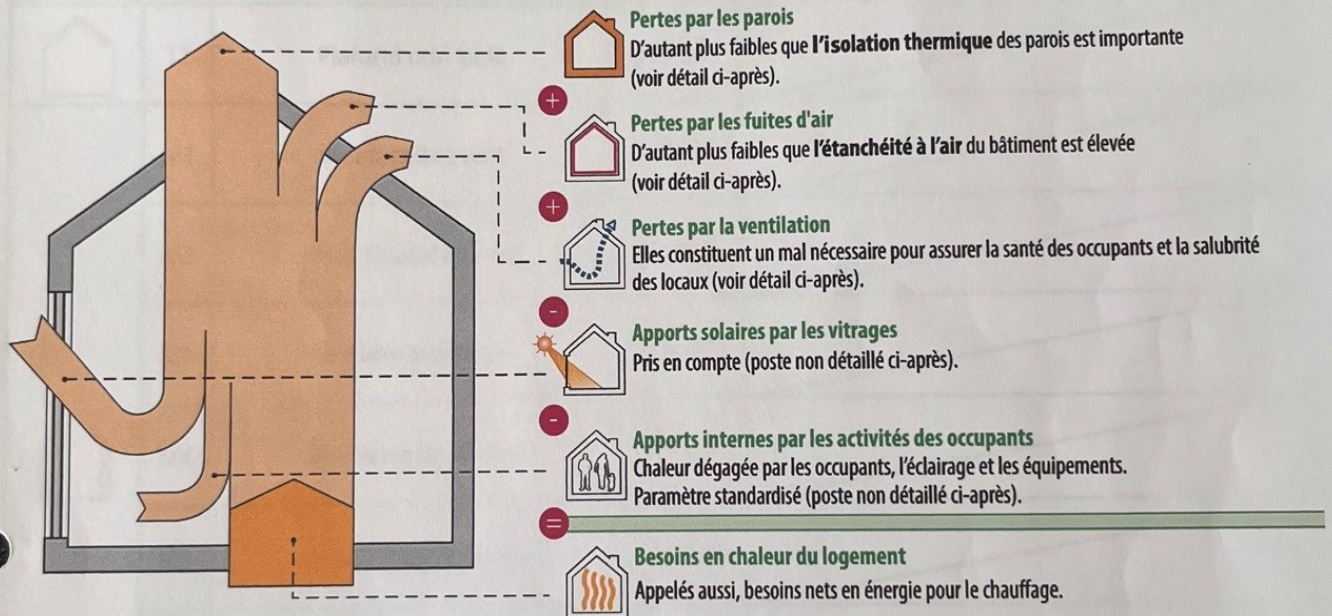 Pertes par les parois
D'autant plus faibles que l'isolation thermique des parois est importante
(voir détail ci-après).
+
Pertes par les fuites d'air
D'autant plus faibles que l'étanchéité à l'air du bâtiment est élevée
(voir détail ci-après).
+
Pertes par la ventilation
Elles constituent un mal nécessaire pour assurer la santé des occupants et la salubrité
des locaux (voir détail ci-après).
-
Apports solaires par les vitrages
Pris en compte (poste non détaillé ci-après).
-
Apports internes par les activités des occupants
Chaleur dégagée par les occupants, l'éclairage et les équipements.
Paramètre standardisé (poste non détaillé ci-après).
=
Besoins en chaleur du logement
Appelés aussi, besoins nets en énergie pour le chauffage.